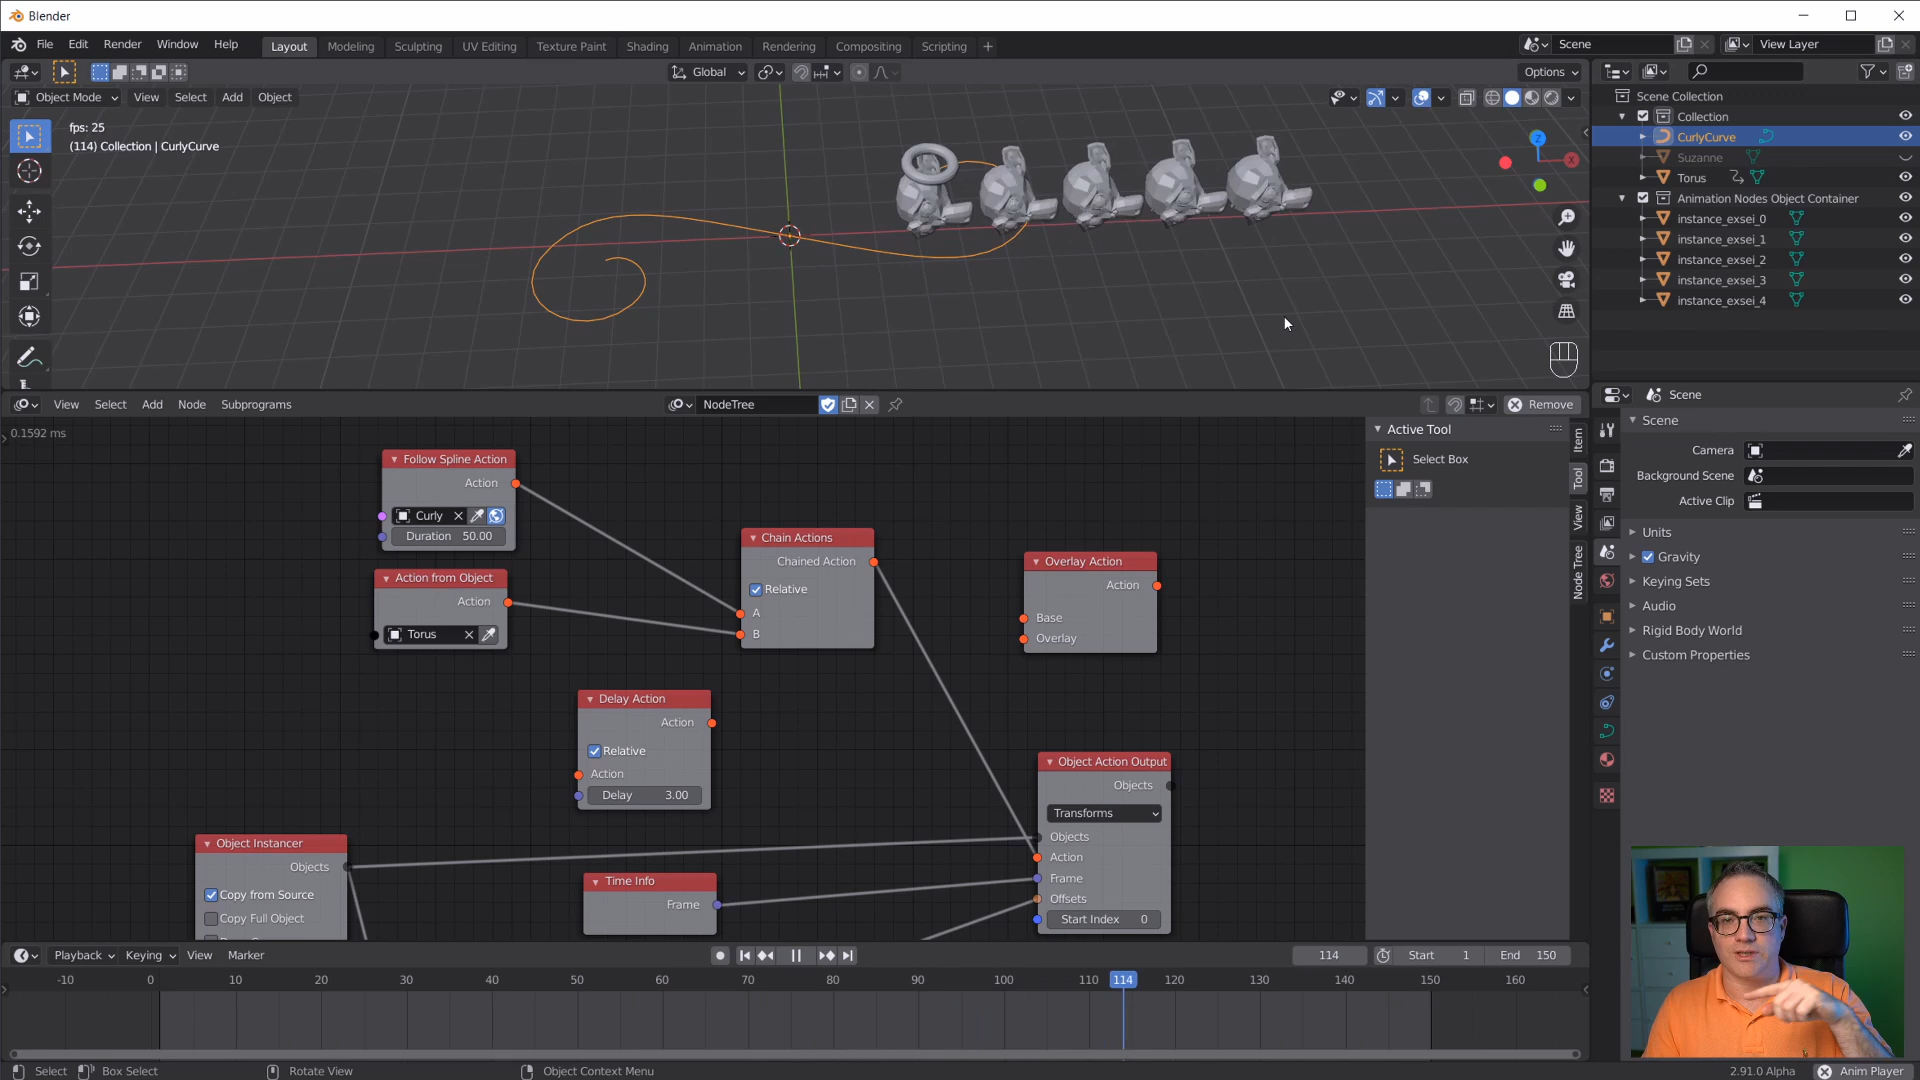 Blender
File Edit Render Window Help
Layout Modeling Sculpting UV Editing Texture Paint Shading Animation Rendering Compositing Scripting +
Scene
View Layer
Global
Options
Object Mode View Select Add Object
fps: 25
(114) Collection | CurlyCurve
Z
X
Scene Collection
Collection
CurlyCurve
Suzanne
Torus
Animation Nodes Object Container
instance_exsei_0
instance_exsei_1
instance_exsei_2
instance_exsei_3
instance_exsei_4
View Select Add Node Subprograms
NodeTree
Remove
0.1592 ms
Follow Spline Action
Action
Curly
Duration 50.00
Action from Object
Action
Torus
Chain Actions
Chained Action
Relative
A
B
Overlay Action
Action
Base
Overlay
Delay Action
Action
Relative
Action
Delay 3.00
Object Action Output
Objects
Transforms
Objects
Action
Frame
Offsets
Start Index 0
Object Instancer
Objects
Copy from Source
Copy Full Object
Time Info
Frame
Active Tool
Select Box
Item
Tool
View
Node Tree
Scene
Scene
Camera
Background Scene
Active Clip
Units
Gravity
Keying Sets
Audio
Rigid Body World
Custom Properties
Playback Keying View Marker
114
Start 1
End 150
-10 0 10 20 30 40 50 60 70 80 90 100 110 114 120 130 140 150 160
Select
Box Select
Rotate View
Object Context Menu
2.91.0 Alpha
Anim Player